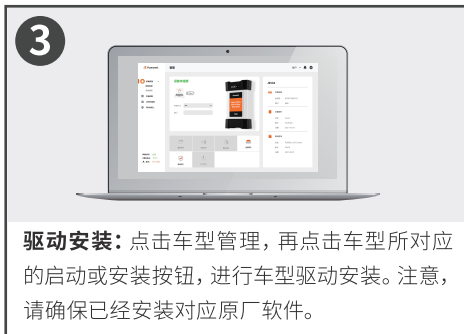 3
驱动安装：点击车型管理，再点击车型所对应
的启动或安装按钮，进行车型驱动安装。注意，
请确保已经安装对应原厂软件。